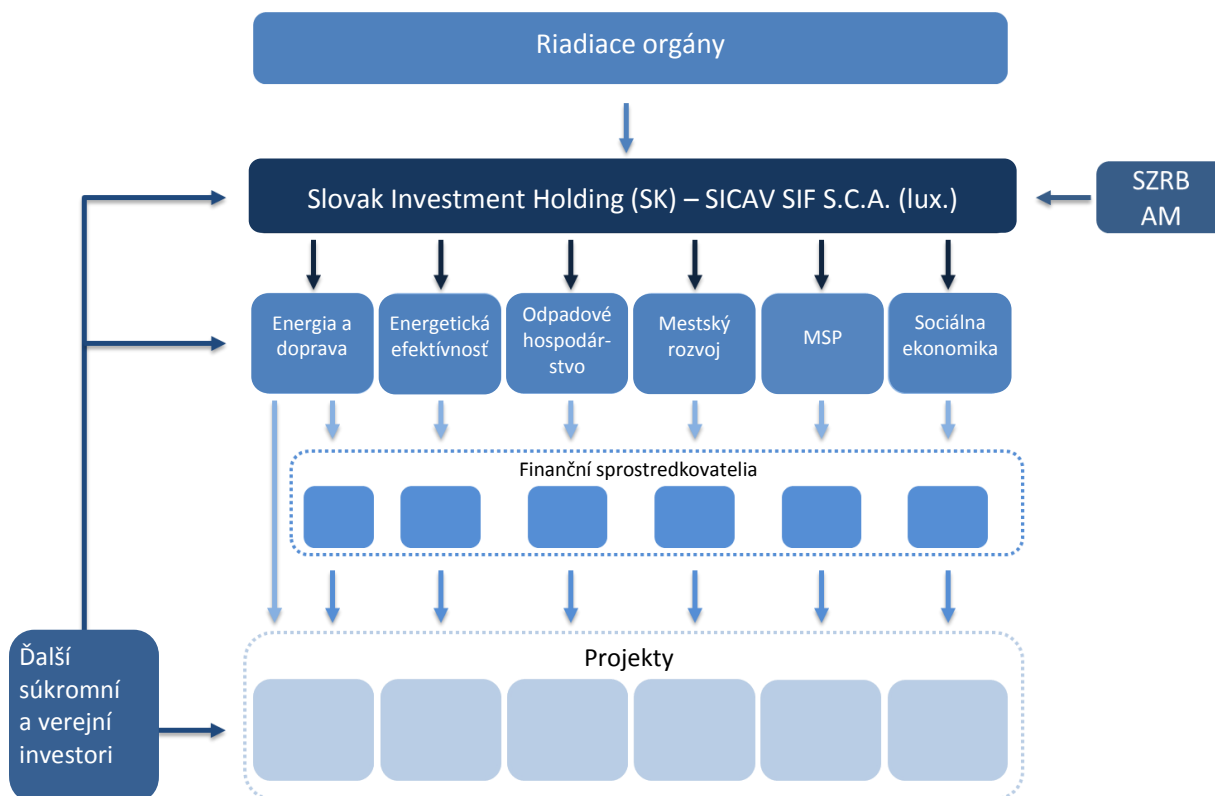 Riadiace orgány
Slovak Investment Holding (SK) – SICAV SIF S.C.A. (lux.)
SZRB
AM
Energia a
doprava
Energetická
efektívnosť
Odpadové
hospodár-
stvo
Mestský
rozvoj
MSP
Sociálna
ekonomika
Finanční sprostredkovatelia
Projekty
Ďalší
súkromní
a verejní
investori